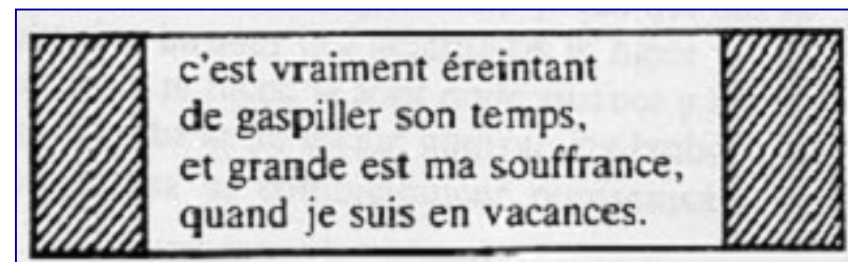 c'est vraiment éreintant
de gaspiller son temps,
et grande est ma souffrance,
quand je suis en vacances.